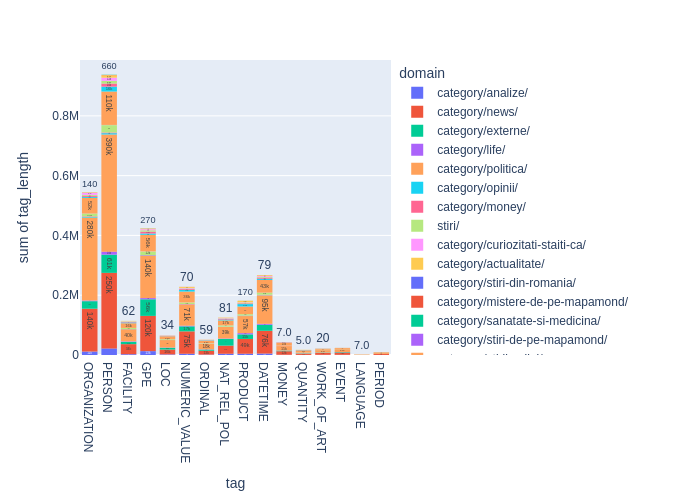 660
140
270
62
34
70
59
81
170
79
7.0
5.0
20
7.0
110k
390k
61k
250k
280k
140k
56k
140k
120k
71k
75k
57k
43k
95k
0.8M
0.6M
0.4M
0.2M
0
sum of tag_length
ORGANIZATION
PERSON
FACILITY
GPE
LOC
NUMERIC_VALUE
ORDINAL
NAT_REL_POL
PRODUCT
DATETIME
MONEY
QUANTITY
WORK_OF_ART
EVENT
LANGUAGE
PERIOD
tag
domain
category/analize/
category/news/
category/externe/
category/life/
category/politica/
category/opinii/
category/money/
stiri/
category/curiozitati-staiti-ca/
category/actualitate/
category/stiri-din-romania/
category/mistere-de-pe-mapamond/
category/sanatate-si-medicina/
category/stiri-de-pe-mapamond/